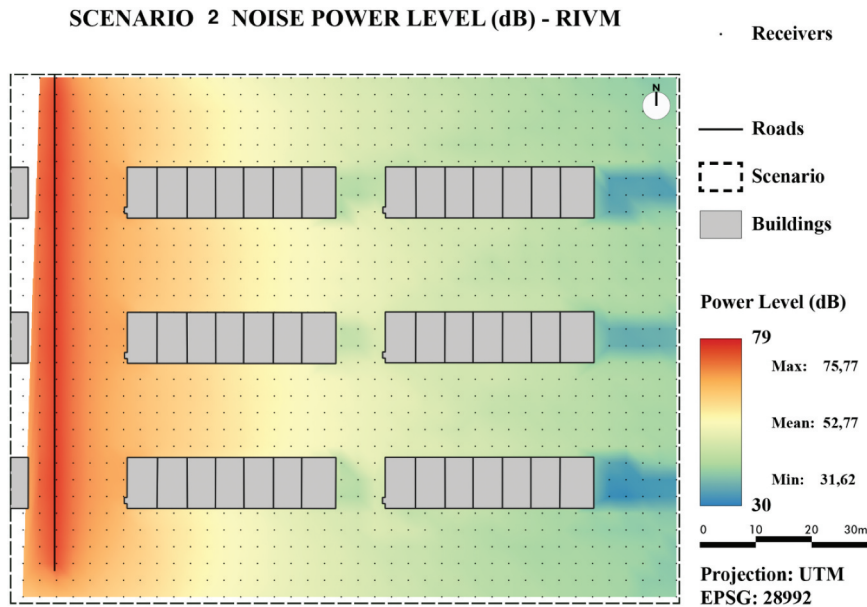 SCENARIO 2 NOISE POWER LEVEL (dB) - RIVM
N
Receivers
Roads
Scenario
Buildings
Power Level (dB)
79
Max: 75,77
Mean: 52,77
Min: 31,62
30
0 10 20 30m
Projection: UTM
EPSG: 28992